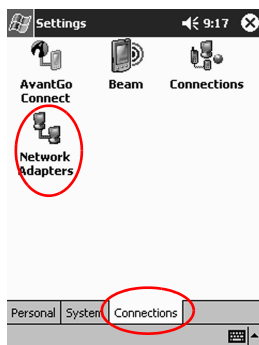 Settings 9:17
AvantGo Connect
Beam
Connections
Network Adapters
Personal System Connections